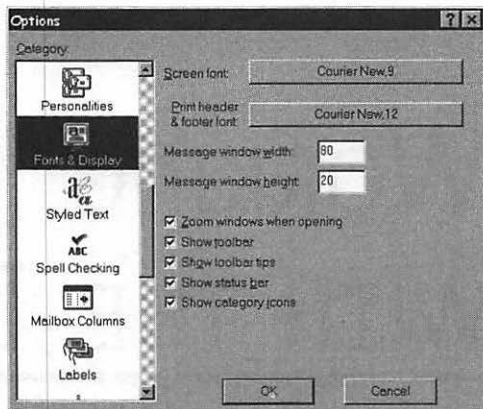 Options
Category:
Personalities
Fonts & Display
Styled Text
ABC
Spell Checking
Mailbox Columns
Labels
Screen font:
Courier New,9
Print header
& footer font:
Courier New,12
Message window width:
80
Message window height:
20
Zoom windows when opening
Show toolbar
Show toolbar tips
Show status bar
Show category icons
OK
Cancel